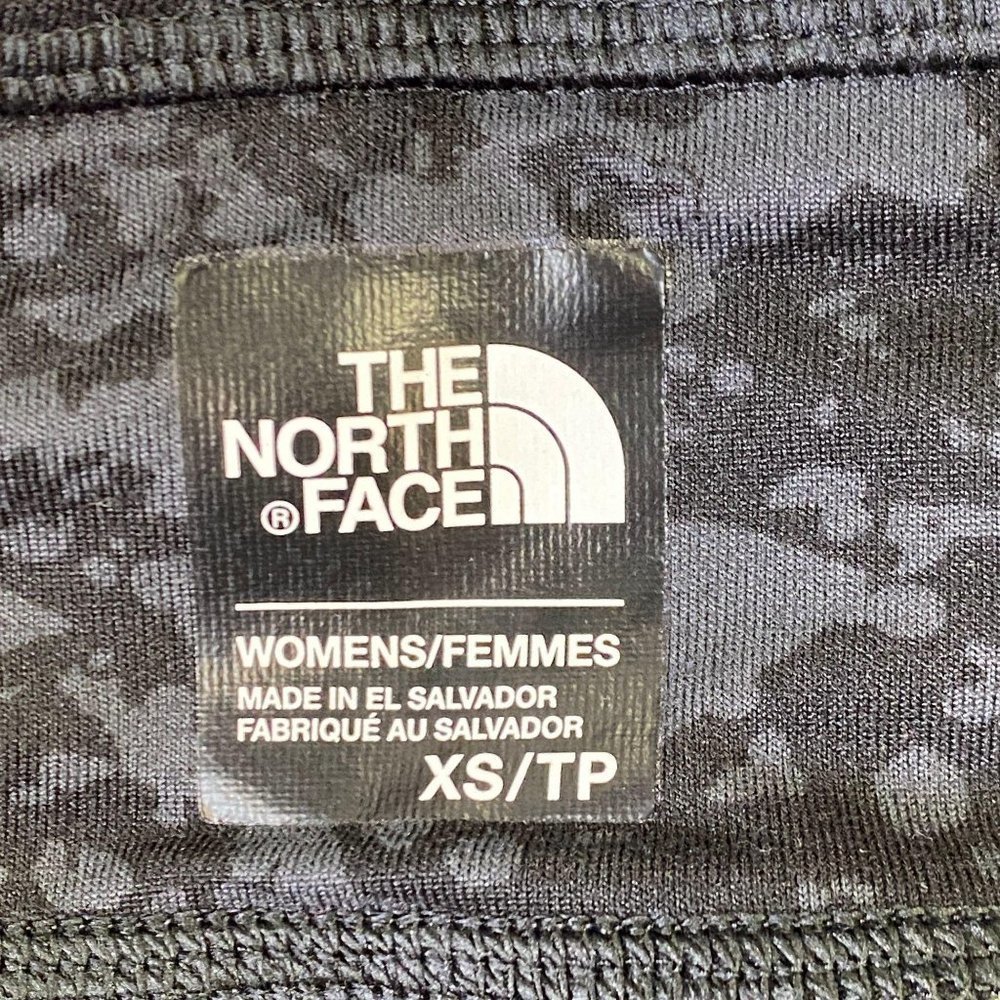 THE
NORTH
®FACE
WOMENS/FEMMES
MADE IN EL SALVADOR
FABRIQUÉ AU SALVADOR
XS/TP